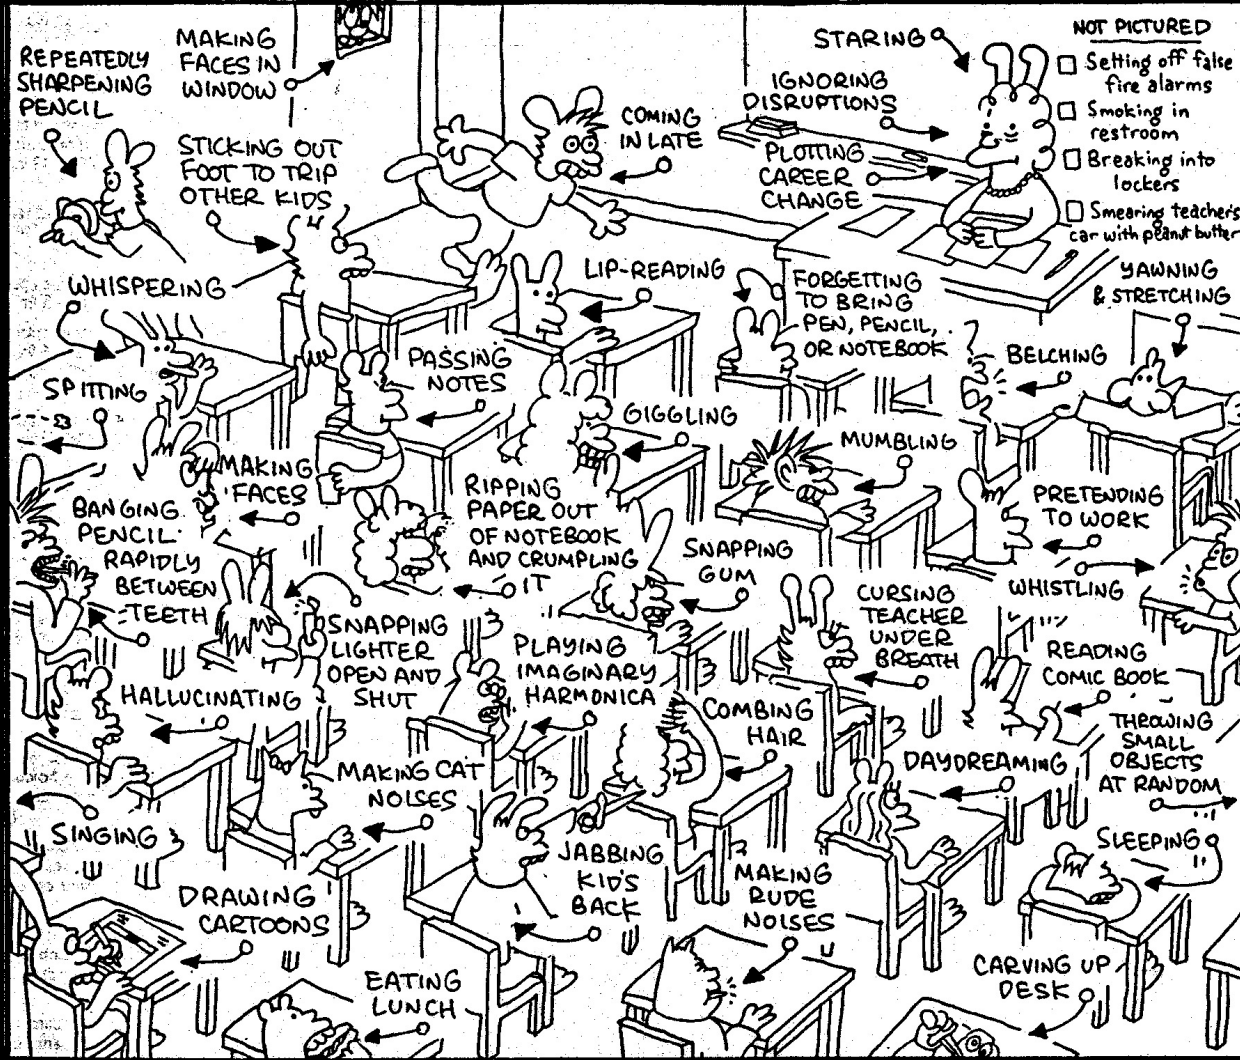 REPEATEDLY
SHARPENING
PENCIL
MAKING
FACES IN
WINDOW
STICKING OUT
FOOT TO TRIP
OTHER KIDS
COMING
IN LATE
STARING
IGNORING
DISRUPTIONS
PLOTTING
CAREER
CHANGE
NOT PICTURED
Setting off false
fire alarms
Smoking in
restroom
Breaking into
lockers
Smearing teacher's
car with peanut butter
WHISPERING
LIP-READING
FORGETTING
TO BRING
PEN, PENCIL,
OR NOTEBOOK
YAWNING
& STRETCHING
SPITTING
PASSING
NOTES
BELCHING
GIGGLING
MUMBLING
MAKING
FACES
BANGING
PENCIL
RAPIDLY
BETWEEN
TEETH
RIPPING
PAPER OUT
OF NOTEBOOK
AND CRUMPLING
IT
SNAPPING
GUM
PRETENDING
TO WORK
WHISTLING
SNAPPING
LIGHTER
OPEN AND
SHUT
PLAYING
IMAGINARY
HARMONICA
CURSING
TEACHER
UNDER
BREATH
READING
COMIC BOOK
HALLUCINATING
COMBING
HAIR
THROWING
SMALL
OBJECTS
AT RANDOM
MAKING CAT
NOISES
DAYDREAMING
SINGING
SLEEPING
JABBING
KID'S
BACK
MAKING
RUDE
NOISES
DRAWING
CARTOONS
EATING
LUNCH
CARVING UP
DESK